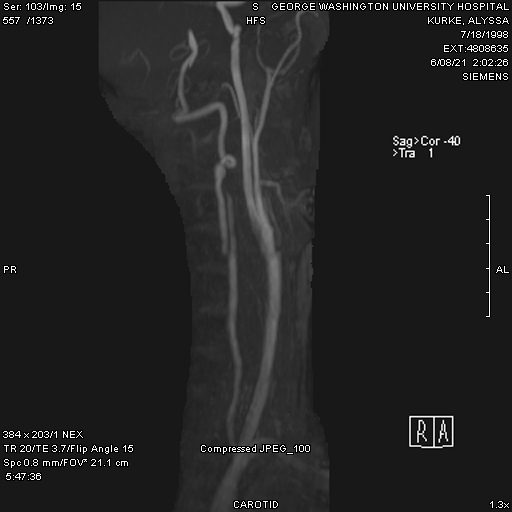 Ser: 103/Img: 15
557 /1373
S
HFS
GEORGE WASHINGTON UNIVERSITY HOSPITAL
KURKE, ALYSSA
7/18/1998
EXT:4808635
6/08/21 2:02:26
SIEMENS
Sag>Cor -40
>Tra 1
PR
AL
R A
384 x 203/1 NEX
TR 20/TE 3.7/Flip Angle 15
Spc 0.8 mm/FOV* 21.1 cm
5:47:36
Compressed JPEG_100
CAROTID
1.3x